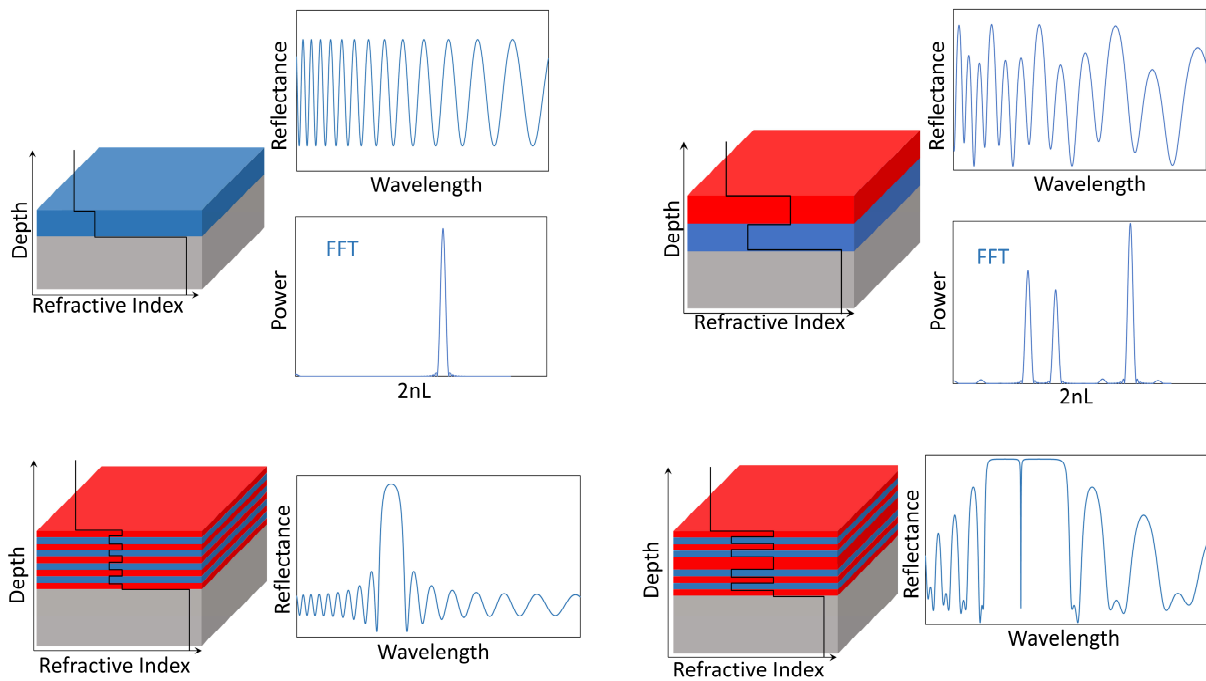 Reflectance
Wavelength
Depth
Refractive Index
FFT
Power
2nL
Reflectance
Wavelength
Depth
Refractive Index
FFT
Power
2nL
Depth
Refractive Index
Reflectance
Wavelength
Depth
Refractive Index
Reflectance
Wavelength